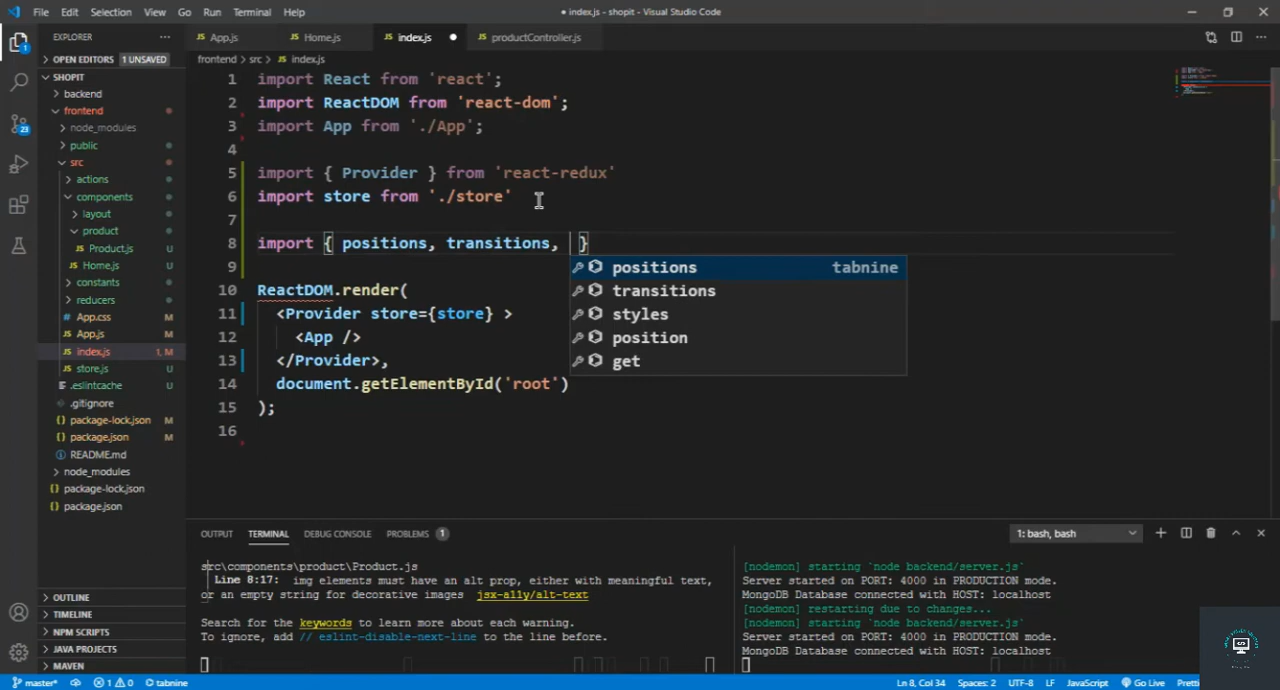 File Edit Selection View Go Run Terminal Help
● index.js - shopit - Visual Studio Code
EXPLORER
JS App.js
JS Home.js
JS index.js ●
JS productController.js
frontend > src > JS index.js
OPEN EDITORS 1 UNSAVED
SHOPIT
backend
frontend
node_modules
public
src
actions
components
layout
product
JS Product.js U
JS Home.js U
constants
reducers
# App.css M
JS App.js M
JS index.js 1, M
JS store.js U
.eslintcache U
.gitignore
{} package-lock.json M
{} package.json M
README.md
node_modules
{} package-lock.json
{} package.json
OUTLINE
TIMELINE
NPM SCRIPTS
JAVA PROJECTS
MAVEN
1
23
1 import React from 'react';
2 import ReactDOM from 'react-dom';
3 import App from './App';
4
5 import { Provider } from 'react-redux'
6 import store from './store'
7
8 import { positions, transitions, }
9
10 ReactDOM.render(
11 <Provider store={store} >
12 <App />
13 </Provider>,
14 document.getElementById('root')
15 );
16
positions tabnine
transitions
styles
position
get
OUTPUT TERMINAL DEBUG CONSOLE PROBLEMS 1
1: bash, bash
src\components\product\Product.js
Line 8:17: img elements must have an alt prop, either with meaningful text,
or an empty string for decorative images jsx-a11y/alt-text
Search for the keywords to learn more about each warning.
To ignore, add // eslint-disable-next-line to the line before.
[nodemon] starting `node backend/server.js`
Server started on PORT: 4000 in PRODUCTION mode.
MongoDB Database connected with HOST: localhost
[nodemon] restarting due to changes...
[nodemon] starting `node backend/server.js`
Server started on PORT: 4000 in PRODUCTION mode.
MongoDB Database connected with HOST: localhost
master* 1 0 tabnine
Ln 8, Col 34 Spaces: 2 UTF-8 LF JavaScript Go Live